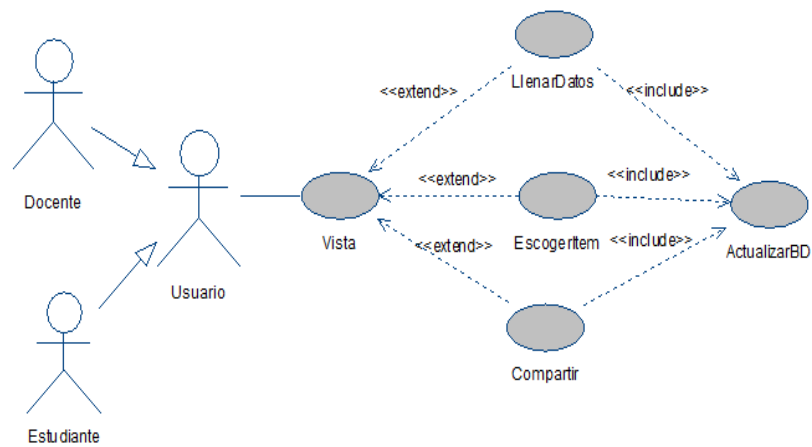 LlenarDatos
<<extend>>
<<include>>
Docente
<<extend>>
<<include>>
Vista
EscogerItem
ActualizarBD
<<extend>>
<<include>>
Usuario
Compartir
Estudiante